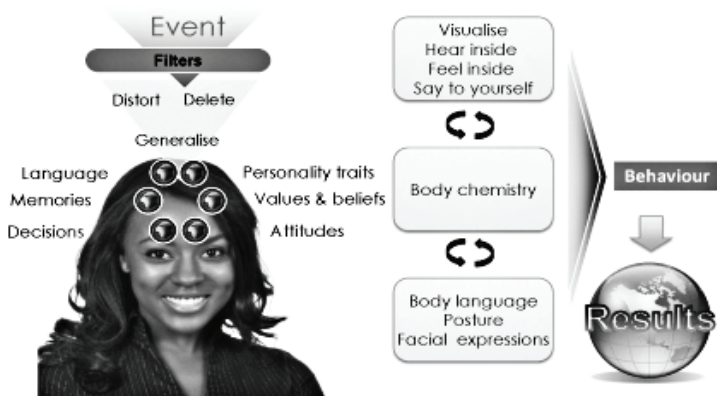 Event
Filters
Distort Delete
Generalise
Language Personality traits
Memories Values & beliefs
Decisions Attitudes
Visualise
Hear inside
Feel inside
Say to yourself
Body chemistry
Body language
Posture
Facial expressions
Behaviour
Results